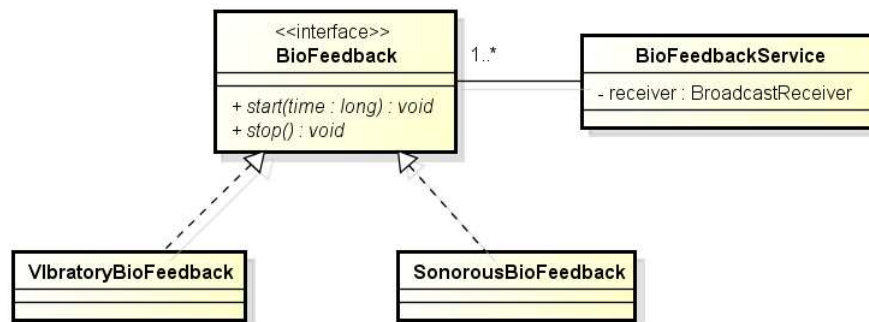 <<interface>>
BioFeedback
+ start(time : long) : void
+ stop() : void
1..*
BioFeedbackService
- receiver : BroadcastReceiver
VIbratoryBioFeedback
SonorousBioFeedback